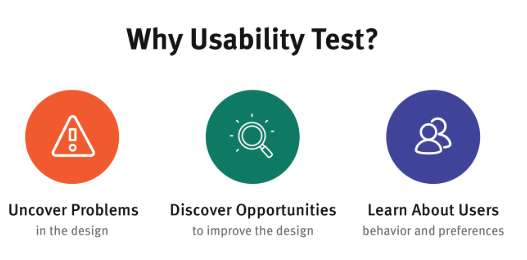 Why Usability Test?
Uncover Problems
in the design
Discover Opportunities
to improve the design
Learn About Users
behavior and preferences